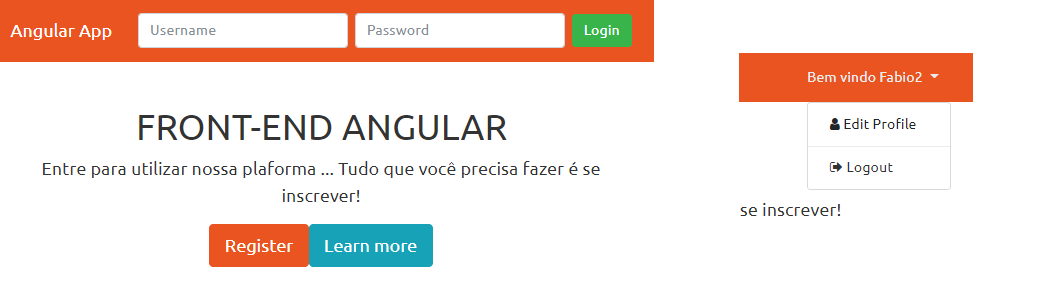 Angular App
Username
Password
Login
FRONT-END ANGULAR
Entre para utilizar nossa plaforma ... Tudo que você precisa fazer é se
inscrever!
Register
Learn more
Bem vindo Fabio2
Edit Profile
Logout
se inscrever!